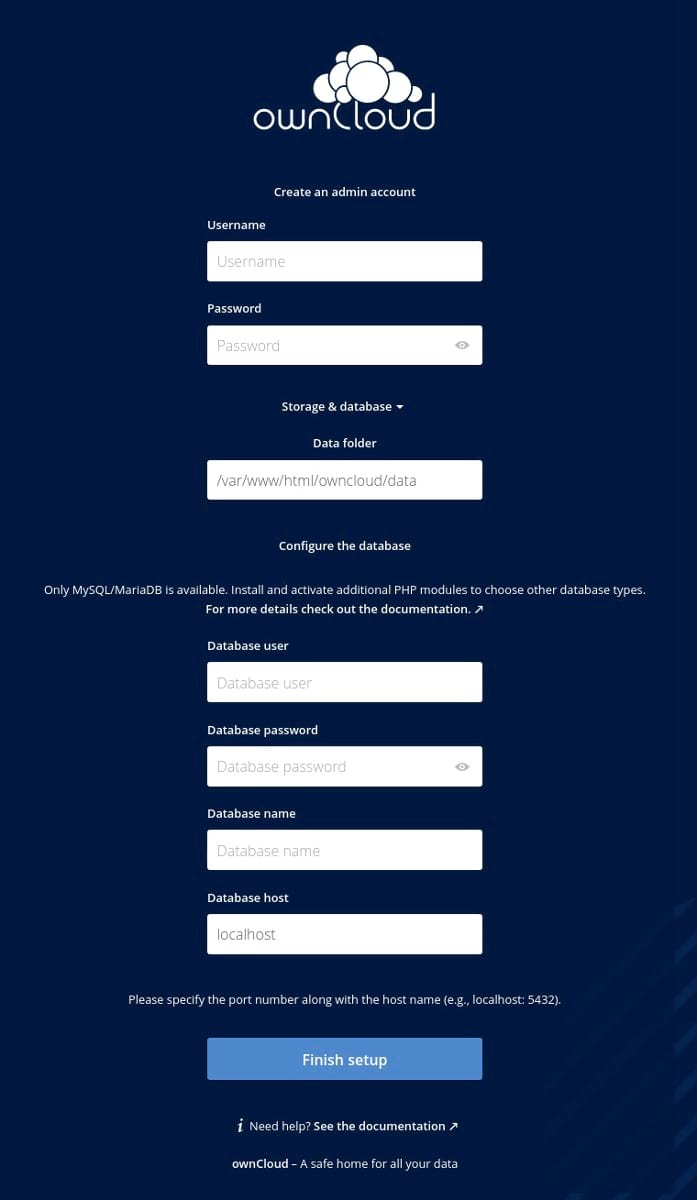 ownCloud
Create an admin account
Username
Username
Password
Password
Storage & database
Data folder
/var/www/html/owncloud/data
Configure the database
Only MySQL/MariaDB is available. Install and activate additional PHP modules to choose other database types.
For more details check out the documentation. ↗
Database user
Database user
Database password
Database password
Database name
Database name
Database host
localhost
Please specify the port number along with the host name (e.g., localhost: 5432).
Finish setup
i Need help? See the documentation ↗
ownCloud – A safe home for all your data